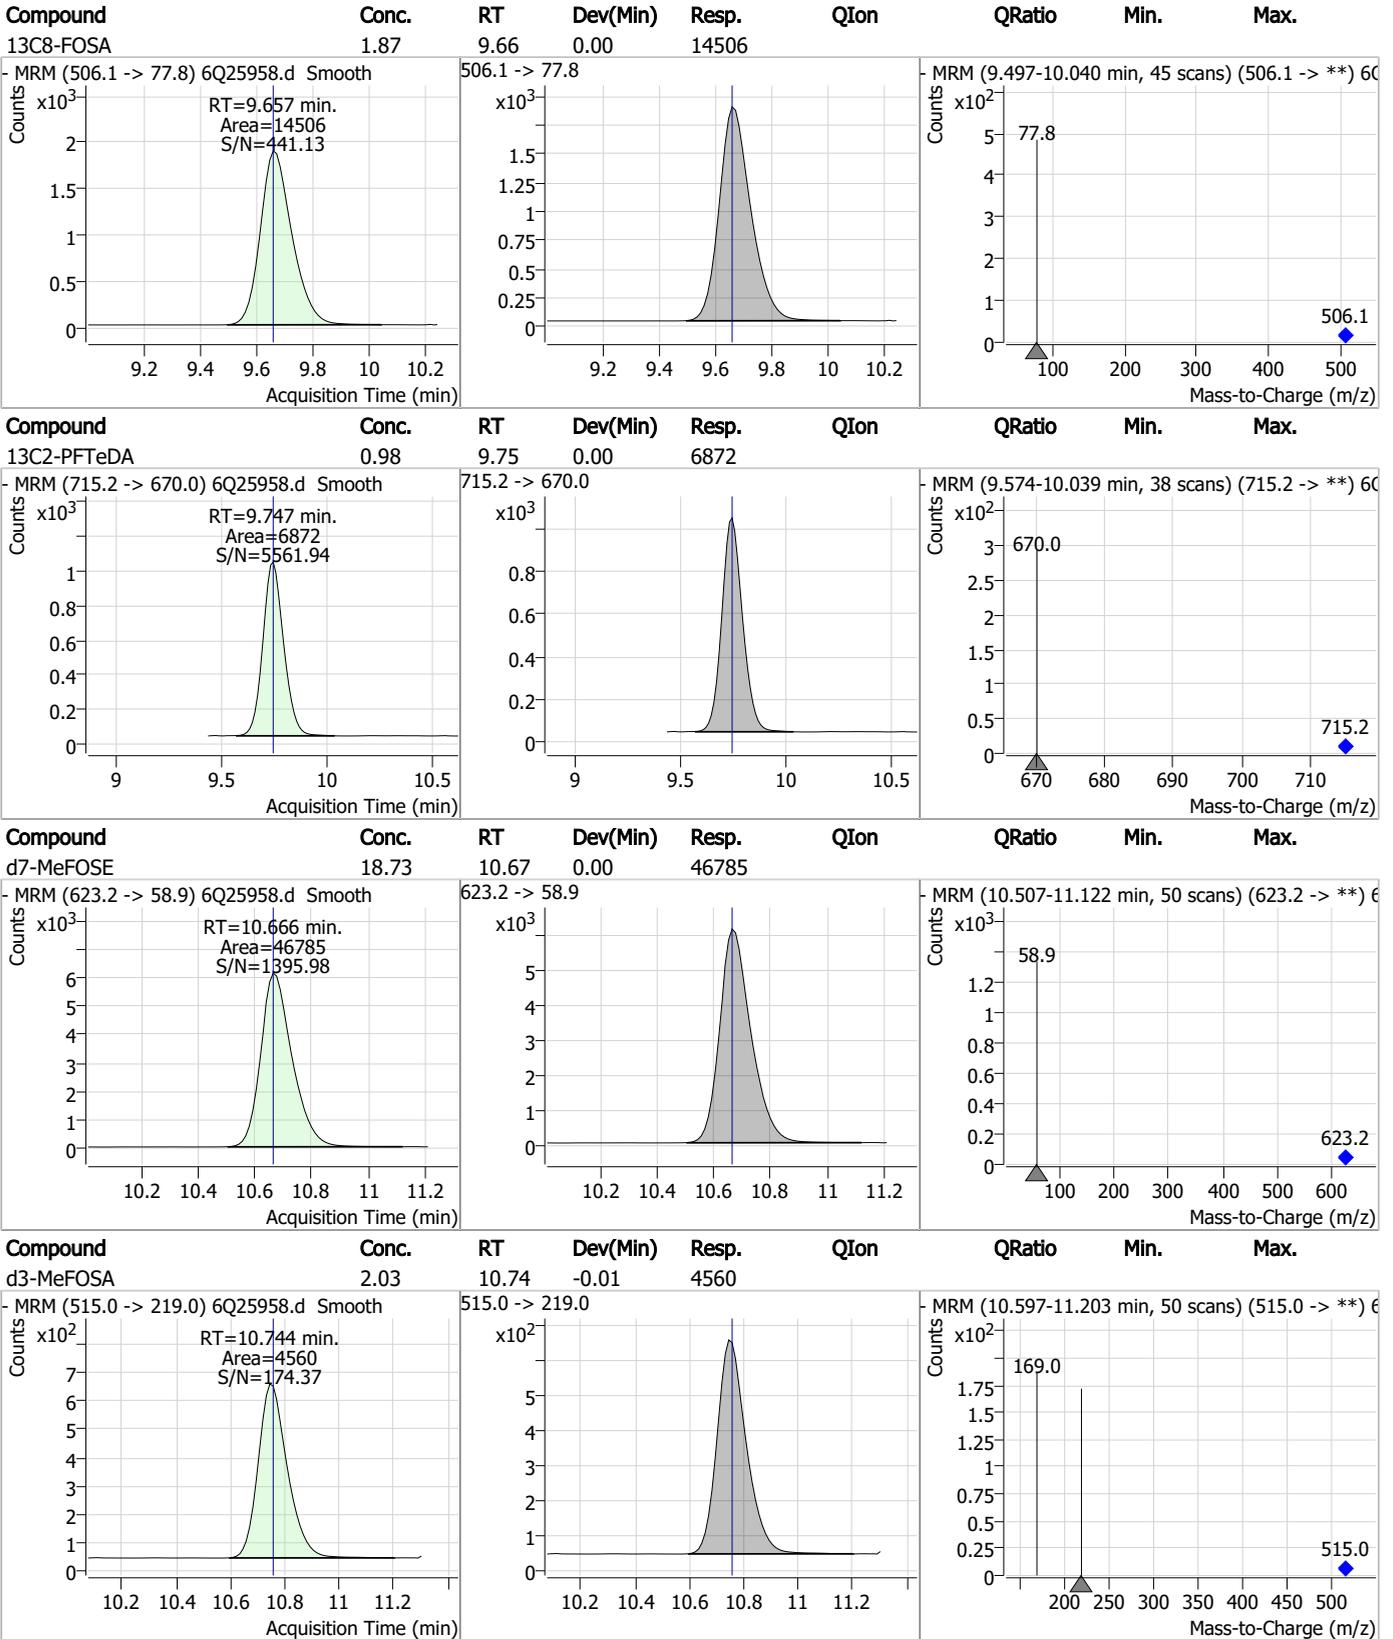 Compound Conc. RT Dev(Min) Resp. QIon QRatio Min. Max.
13C8-FOSA 1.87 9.66 0.00 14506
- MRM (506.1 -> 77.8) 6Q25958.d Smooth
Counts
x10³
RT=9.657 min.
Area=14506
S/N=441.13
2
1.5
1
0.5
0
9.2 9.4 9.6 9.8 10 10.2
Acquisition Time (min)
506.1 -> 77.8
x10³
1.5
1.25
1
0.75
0.5
0.25
0
9.2 9.4 9.6 9.8 10 10.2
- MRM (9.497-10.040 min, 45 scans) (506.1 -> **)
Counts
x10²
77.8
5
4
3
2
1
0
506.1
100 200 300 400 500
Mass-to-Charge (m/z)
Compound Conc. RT Dev(Min) Resp. QIon QRatio Min. Max.
13C2-PFTeDA 0.98 9.75 0.00 6872
- MRM (715.2 -> 670.0) 6Q25958.d Smooth
Counts
x10³
RT=9.747 min.
Area=6872
S/N=5561.94
1
0.8
0.6
0.4
0.2
0
9 9.5 10 10.5
Acquisition Time (min)
715.2 -> 670.0
x10³
0.8
0.6
0.4
0.2
0
9 9.5 10 10.5
- MRM (9.574-10.039 min, 38 scans) (715.2 -> **)
Counts
x10²
670.0
3
2.5
2
1.5
1
0.5
0
715.2
670 680 690 700 710
Mass-to-Charge (m/z)
Compound Conc. RT Dev(Min) Resp. QIon QRatio Min. Max.
d7-MeFOSE 18.73 10.67 0.00 46785
- MRM (623.2 -> 58.9) 6Q25958.d Smooth
Counts
x10³
RT=10.666 min.
Area=46785
S/N=1395.98
6
5
4
3
2
1
0
10.2 10.4 10.6 10.8 11 11.2
Acquisition Time (min)
623.2 -> 58.9
x10³
5
4
3
2
1
0
10.2 10.4 10.6 10.8 11 11.2
- MRM (10.507-11.122 min, 50 scans) (623.2 -> **)
Counts
x10³
58.9
1.2
1
0.8
0.6
0.4
0.2
0
623.2
100 200 300 400 500 600
Mass-to-Charge (m/z)
Compound Conc. RT Dev(Min) Resp. QIon QRatio Min. Max.
d3-MeFOSA 2.03 10.74 -0.01 4560
- MRM (515.0 -> 219.0) 6Q25958.d Smooth
Counts
x10²
RT=10.744 min.
Area=4560
S/N=174.37
7
6
5
4
3
2
1
0
10.2 10.4 10.6 10.8 11 11.2
Acquisition Time (min)
515.0 -> 219.0
x10²
5
4
3
2
1
0
10.2 10.4 10.6 10.8 11 11.2
- MRM (10.597-11.203 min, 50 scans) (515.0 -> **)
Counts
x10²
169.0
1.75
1.5
1.25
1
0.75
0.5
0.25
0
515.0
200 250 300 350 400 450 500
Mass-to-Charge (m/z)